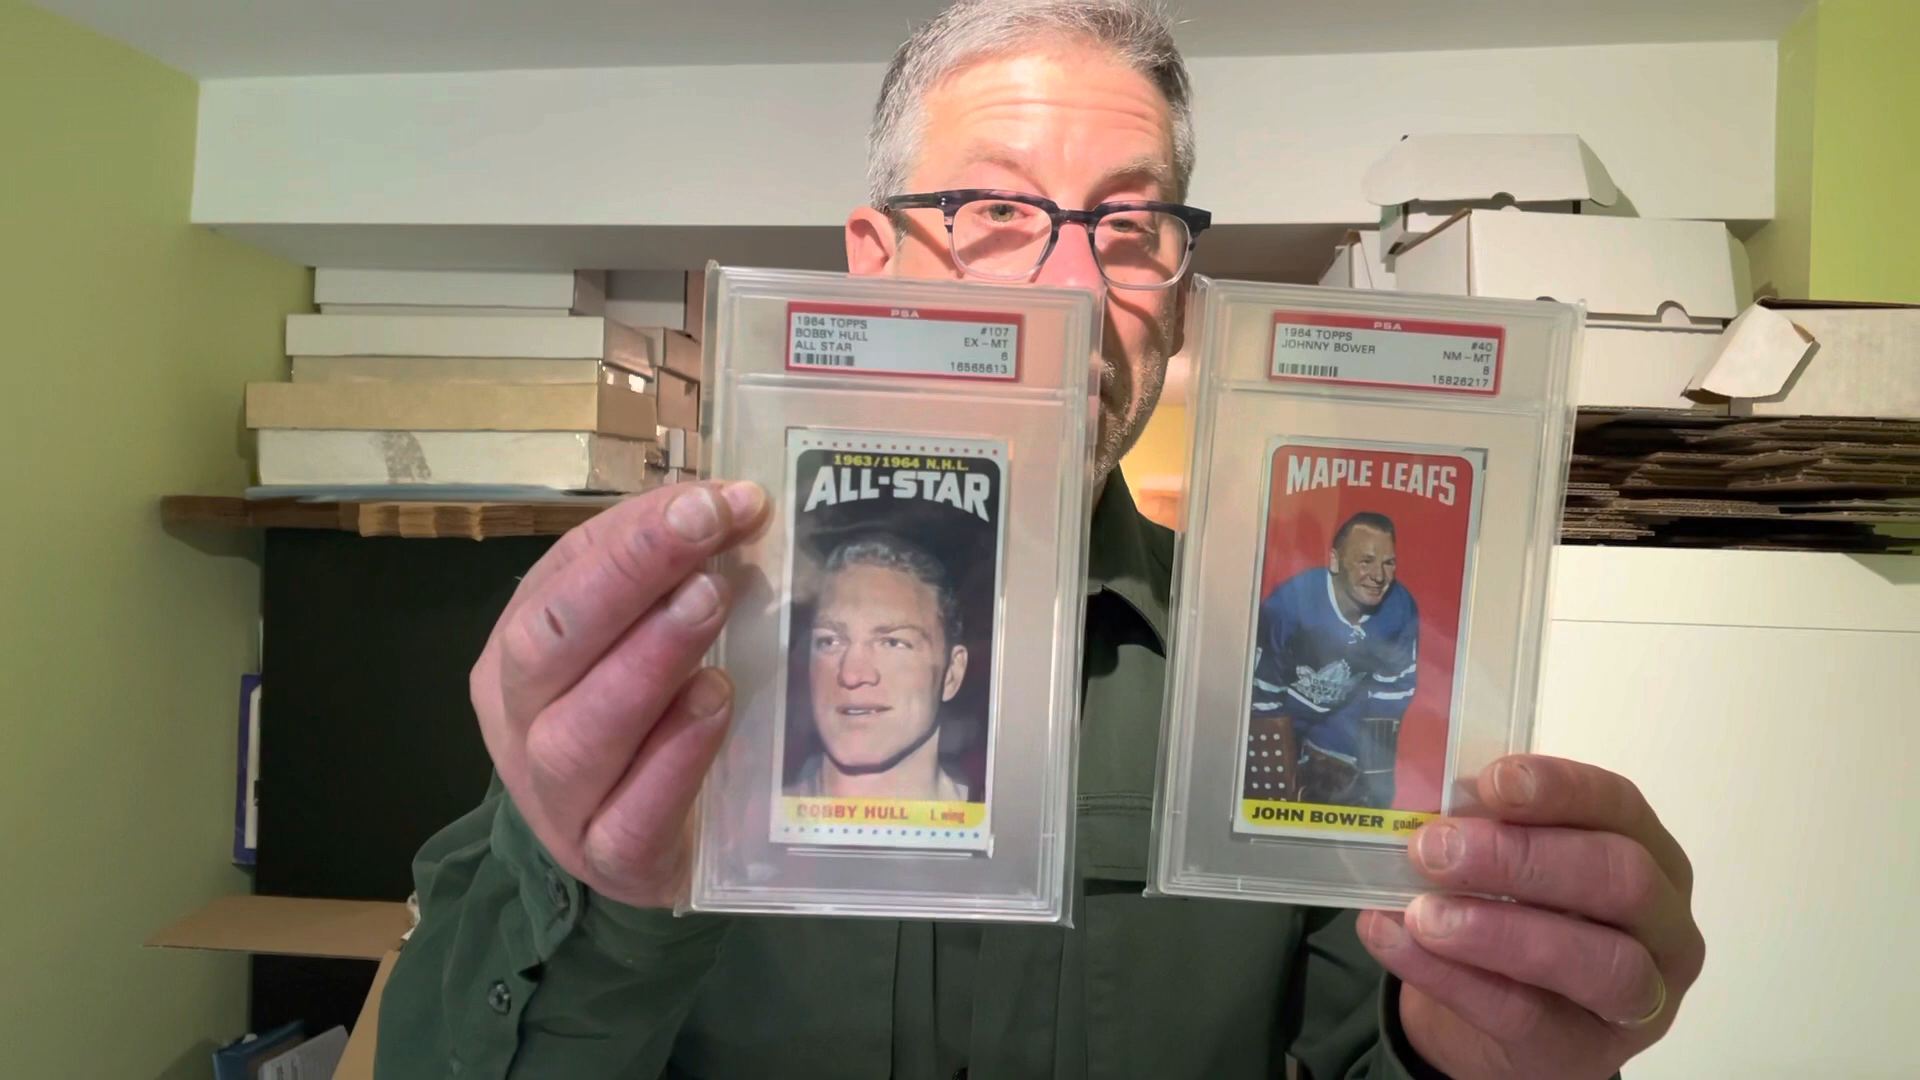 PSA
1964 TOPPS #107
BOBBY HULL EX - MT
ALL STAR 6
16565613
1963/1964 N.H.L.
ALL-STAR
BOBBY HULL L. wing
PSA
1964 TOPPS #40
JOHNNY BOWER NM - MT
8
15826217
MAPLE LEAFS
JOHN BOWER goalie